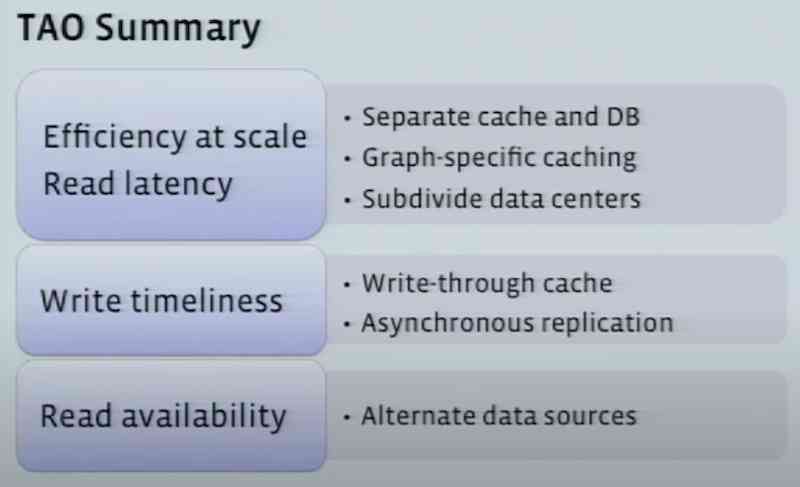 TAO Summary
Efficiency at scale
Read latency
• Separate cache and DB
• Graph-specific caching
• Subdivide data centers
Write timeliness
• Write-through cache
• Asynchronous replication
Read availability
• Alternate data sources